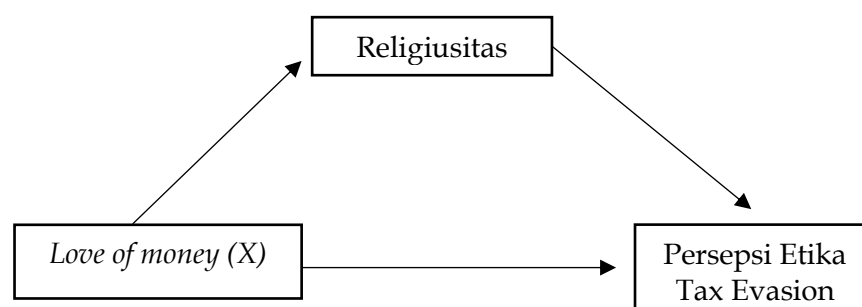 Religiusitas
Love of money (X)
Persepsi Etika
Tax Evasion